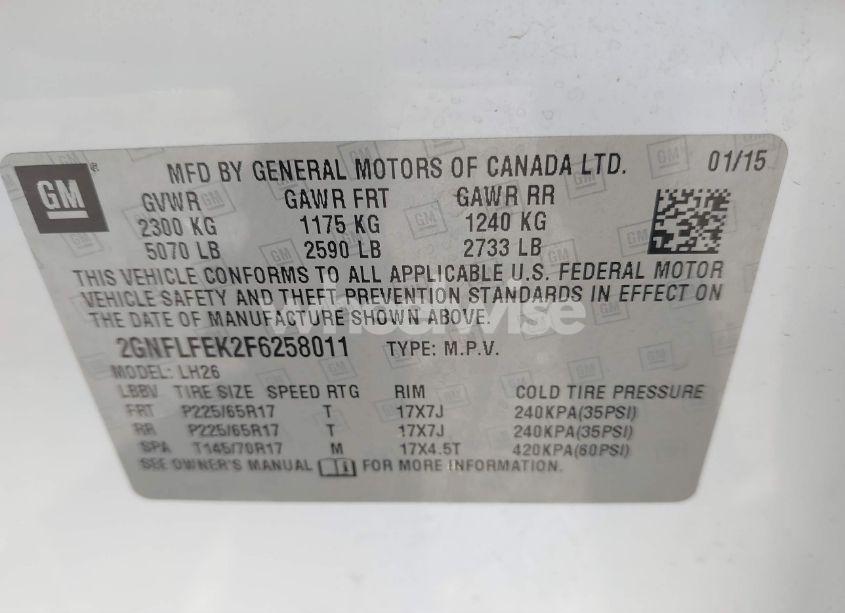 GM
MFD BY GENERAL MOTORS OF CANADA LTD. 01/15
GVWR GAWR FRT GAWR RR
2300 KG 1175 KG 1240 KG
5070 LB 2590 LB 2733 LB
THIS VEHICLE CONFORMS TO ALL APPLICABLE U.S. FEDERAL MOTOR
VEHICLE SAFETY AND THEFT PREVENTION STANDARDS IN EFFECT ON
THE DATE OF MANUFACTURE SHOWN ABOVE.
wheelwise
2GNFLFEK2F6258011 TYPE: M.P.V.
MODEL: LH26
LBBV TIRE SIZE SPEED RTG RIM COLD TIRE PRESSURE
FRT P225/65R17 T 17X7J 240KPA(35PSI)
RR P225/65R17 T 17X7J 240KPA(35PSI)
SPA T145/70R17 M 17X4.5T 420KPA(60PSI)
SEE OWNER'S MANUAL FOR MORE INFORMATION.